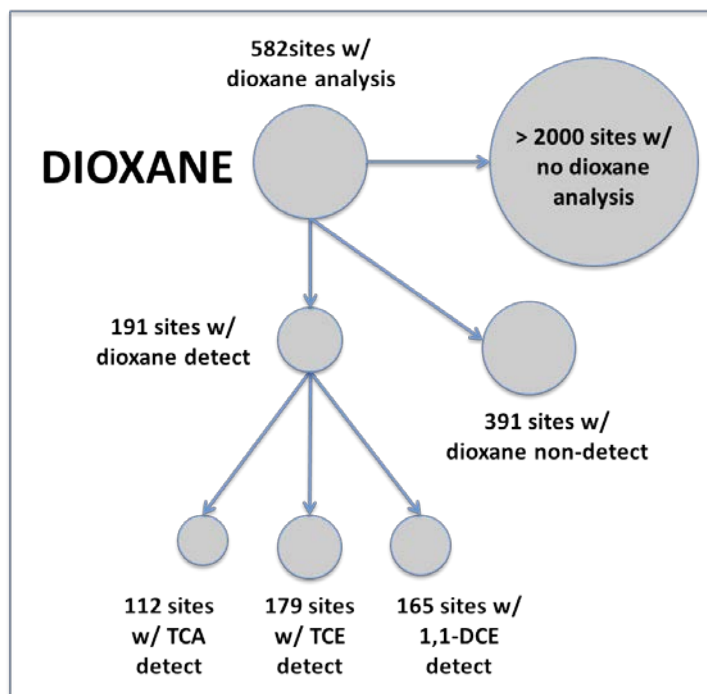 582sites w/
dioxane analysis
DIOXANE
> 2000 sites w/
no dioxane
analysis
191 sites w/
dioxane detect
391 sites w/
dioxane non-detect
112 sites
w/ TCA
detect
179 sites
w/ TCE
detect
165 sites w/
1,1-DCE
detect